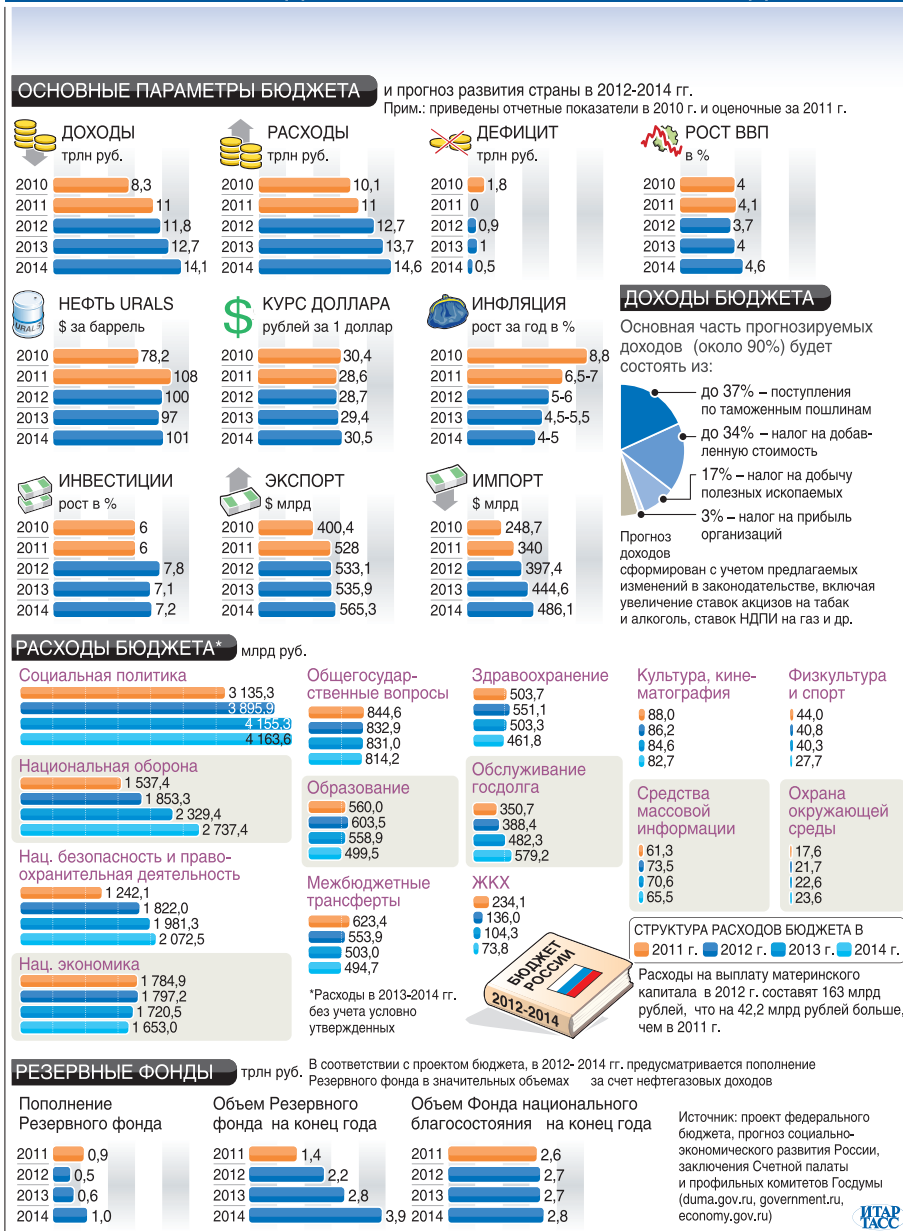 ОСНОВНЫЕ ПАРАМЕТРЫ БЮДЖЕТА и прогноз развития страны в 2012-2014 гг.
Прим.: приведены отчетные показатели в 2010 г. и оценочные за 2011 г.
ДОХОДЫ
трлн руб.
2010 8,3
2011 11
2012 11,8
2013 12,7
2014 14,1
РАСХОДЫ
трлн руб.
2010 10,1
2011 11
2012 12,7
2013 13,7
2014 14,6
ДЕФИЦИТ
трлн руб.
2010 1,8
2011 0
2012 0,9
2013 1
2014 0,5
РОСТ ВВП
в %
2010 4
2011 4,1
2012 3,7
2013 4
2014 4,6
URALS
НЕФТЬ URALS
$ за баррель
2010 78,2
2011 108
2012 100
2013 97
2014 101
$
КУРС ДОЛЛАРА
рублей за 1 доллар
2010 30,4
2011 28,6
2012 28,7
2013 29,4
2014 30,5
ИНФЛЯЦИЯ
рост за год в %
2010 8,8
2011 6,5-7
2012 5-6
2013 4,5-5,5
2014 4-5
ДОХОДЫ БЮДЖЕТА
Основная часть прогнозируемых
доходов (около 90%) будет
состоять из:
до 37% – поступления
по таможенным пошлинам
до 34% – налог на добав-
ленную стоимость
17% – налог на добычу
полезных ископаемых
3% – налог на прибыль
организаций
Прогноз
доходов
сформирован с учетом предлагаемых
изменений в законодательстве, включая
увеличение ставок акцизов на табак
и алкоголь, ставок НДПИ на газ и др.
ИНВЕСТИЦИИ
рост в %
2010 6
2011 6
2012 7,8
2013 7,1
2014 7,2
ЭКСПОРТ
$ млрд
2010 400,4
2011 528
2012 533,1
2013 535,9
2014 565,3
ИМПОРТ
$ млрд
2010 248,7
2011 340
2012 397,4
2013 444,6
2014 486,1
РАСХОДЫ БЮДЖЕТА* млрд руб.
Социальная политика
3 135,3
3 895,9
4 155,3
4 163,6
Национальная оборона
1 537,4
1 853,3
2 329,4
2 737,4
Нац. безопасность и право-
охранительная деятельность
1 242,1
1 822,0
1 981,3
2 072,5
Нац. экономика
1 784,9
1 797,2
1 720,5
1 653,0
Общегосудар-
ственные вопросы
844,6
832,9
831,0
814,2
Образование
560,0
603,5
558,9
499,5
Межбюджетные
трансферты
623,4
553,9
503,0
494,7
*Расходы в 2013-2014 гг.
без учета условно
утвержденных
Здравоохранение
503,7
551,1
503,3
461,8
Обслуживание
госдолга
350,7
388,4
482,3
579,2
ЖКХ
234,1
136,0
104,3
73,8
БЮДЖЕТ
РОССИИ
2012-2014
Культура, кине-
матография
88,0
86,2
84,6
82,7
Физкультура
и спорт
44,0
40,8
40,3
27,7
Средства
массовой
информации
61,3
73,5
70,6
65,5
Охрана
окружающей
среды
17,6
21,7
22,6
23,6
СТРУКТУРА РАСХОДОВ БЮДЖЕТА В
2011 г. 2012 г. 2013 г. 2014 г.
Расходы на выплату материнского
капитала в 2012 г. составят 163 млрд
рублей, что на 42,2 млрд рублей больше,
чем в 2011 г.
РЕЗЕРВНЫЕ ФОНДЫ трлн руб.
В соответствии с проектом бюджета, в 2012- 2014 гг. предусматривается пополнение
Резервного фонда в значительных объемах за счет нефтегазовых доходов
Пополнение
Резервного фонда
2011 0,9
2012 0,5
2013 0,6
2014 1,0
Объем Резервного
фонда на конец года
2011 1,4
2012 2,2
2013 2,8
2014 3,9
Объем Фонда национального
благосостояния на конец года
2011 2,6
2012 2,7
2013 2,7
2014 2,8
Источник: проект федерального
бюджета, прогноз социально-
экономического развития России,
заключения Счетной палаты
и профильных комитетов Госдумы
(duma.gov.ru, government.ru,
economy.gov.ru)
ИТАР
ТАСС